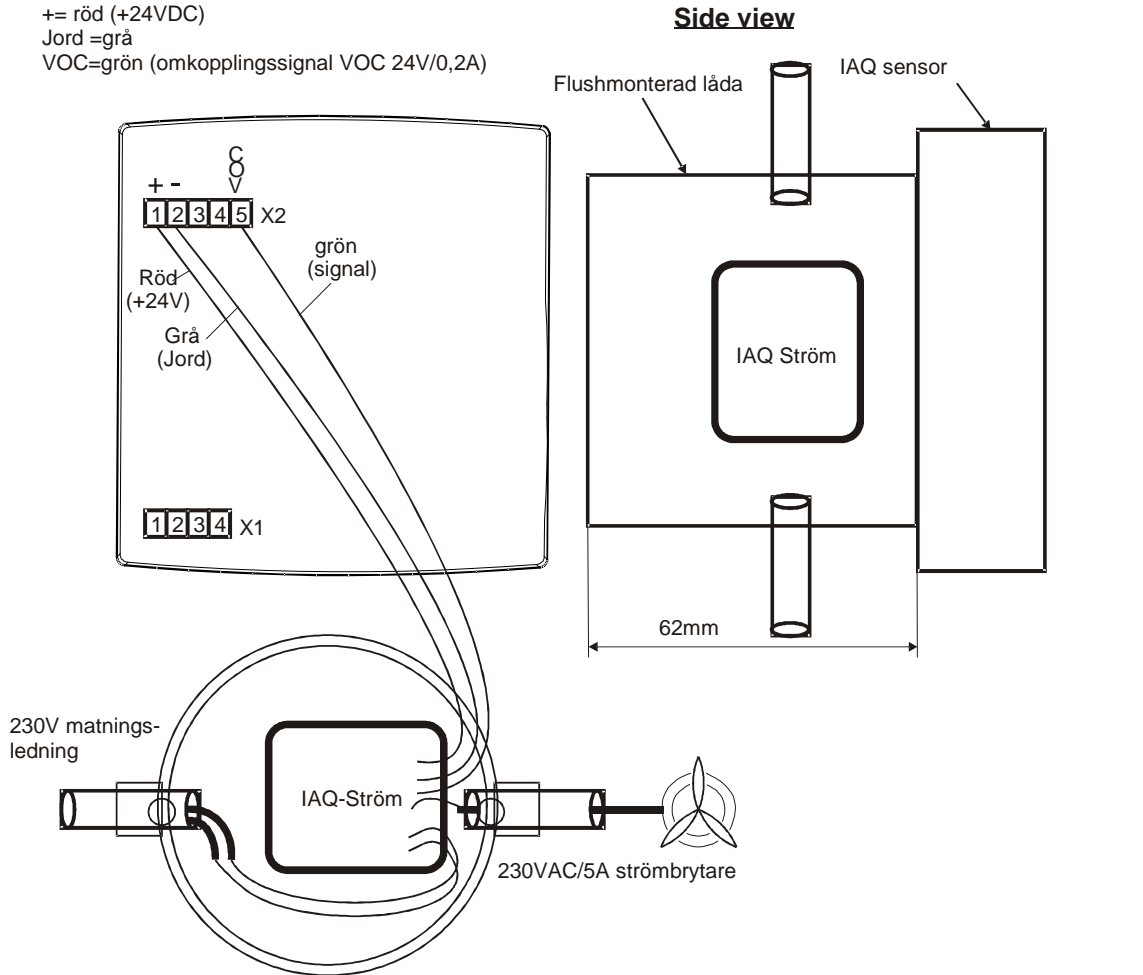 += röd (+24VDC)
Jord =grå
VOC=grön (omkopplingssignal VOC 24V/0,2A)
Side view
Flushmonterad låda
IAQ sensor
VOC
+ -
1 2 3 4 5 X2
grön
(signal)
Röd
(+24V)
Grå
(Jord)
IAQ Ström
1 2 3 4 X1
62mm
230V matnings-
ledning
IAQ-Ström
230VAC/5A strömbrytare